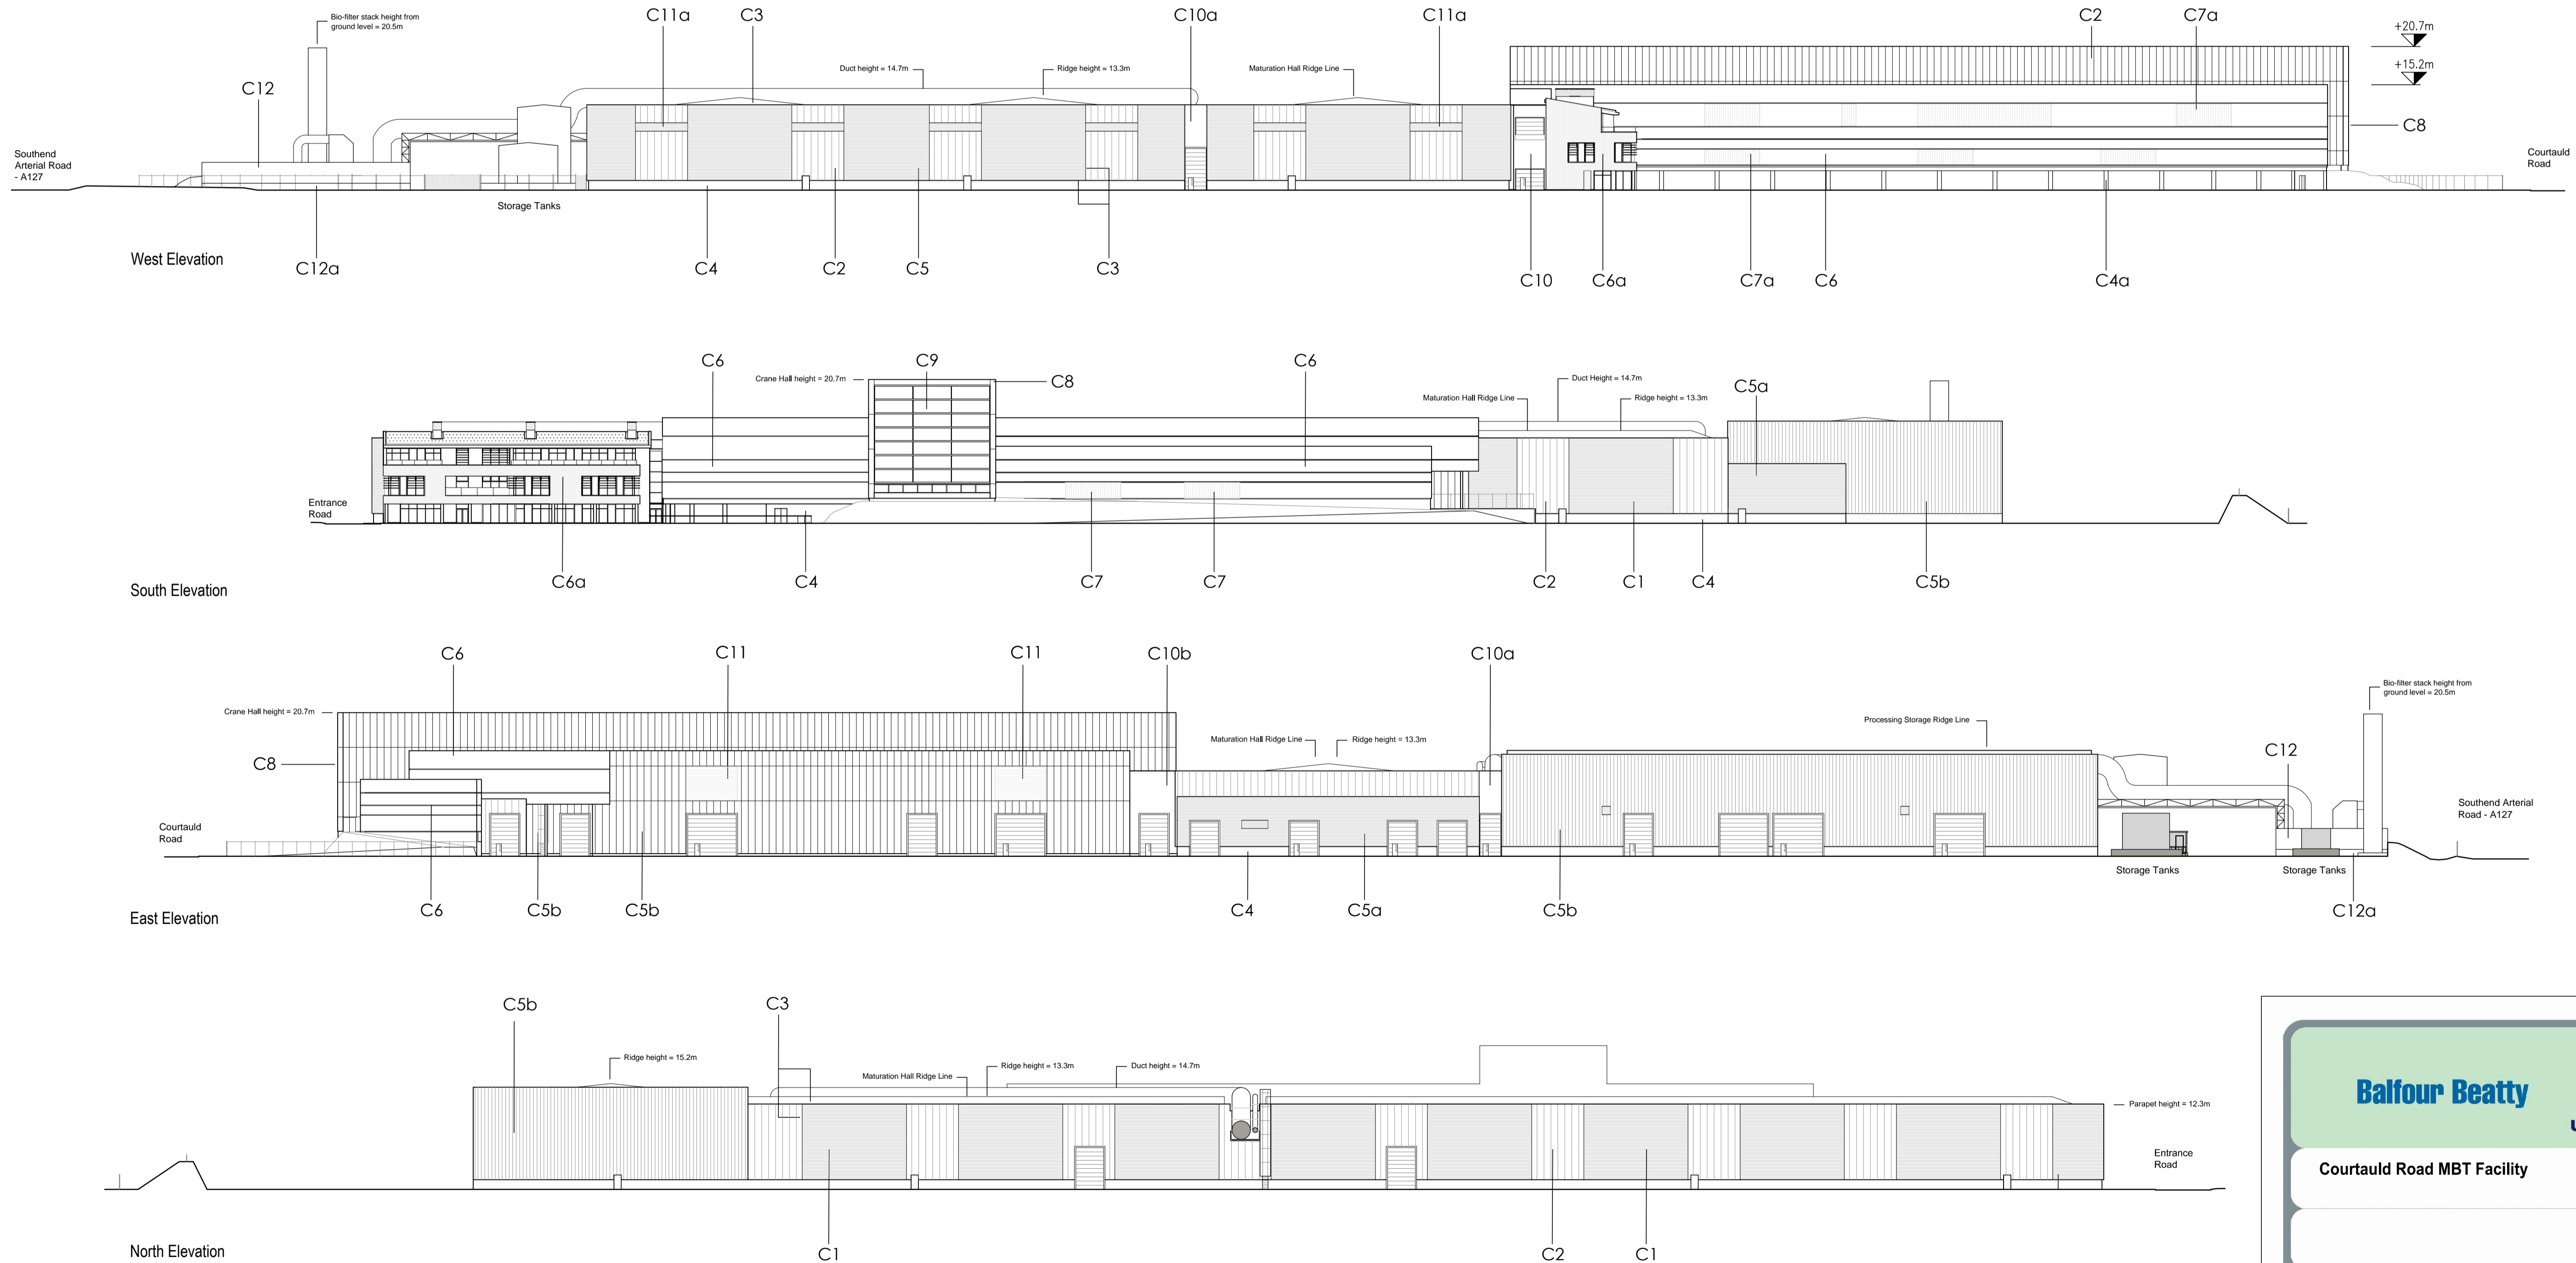 Bio-filter stack height from
ground level = 20.5m
C11a
C3
C10a
C11a
C2
C7a
+20.7m
Duct height = 14.7m
Ridge height = 13.3m
Maturation Hall Ridge Line
+15.2m
C12
C8
Southend
Arterial Road
- A127
Courtauld
Road
Storage Tanks
West Elevation
C12a
C4
C2
C5
C3
C10
C6a
C7a
C6
C4a
C6
C9
C6
Crane Hall height = 20.7m
C8
Duct Height = 14.7m
C5a
Maturation Hall Ridge Line
Ridge height = 13.3m
Entrance
Road
South Elevation
C6a
C4
C7
C7
C2
C1
C4
C5b
C6
C11
C11
C10b
C10a
Bio-filter stack height from
ground level = 20.5m
Crane Hall height = 20.7m
Processing Storage Ridge Line
Maturation Hall Ridge Line
Ridge height = 13.3m
C12
C8
Southend Arterial
Road - A127
Courtauld
Road
Storage Tanks
Storage Tanks
East Elevation
C6
C5b
C5b
C4
C5a
C5b
C12a
C5b
C3
Ridge height = 15.2m
Ridge height = 13.3m
Duct height = 14.7m
Maturation Hall Ridge Line
Parapet height = 12.3m
Entrance
Road
North Elevation
C1
C2
C1
Balfour Beatty
Courtauld Road MBT Facility